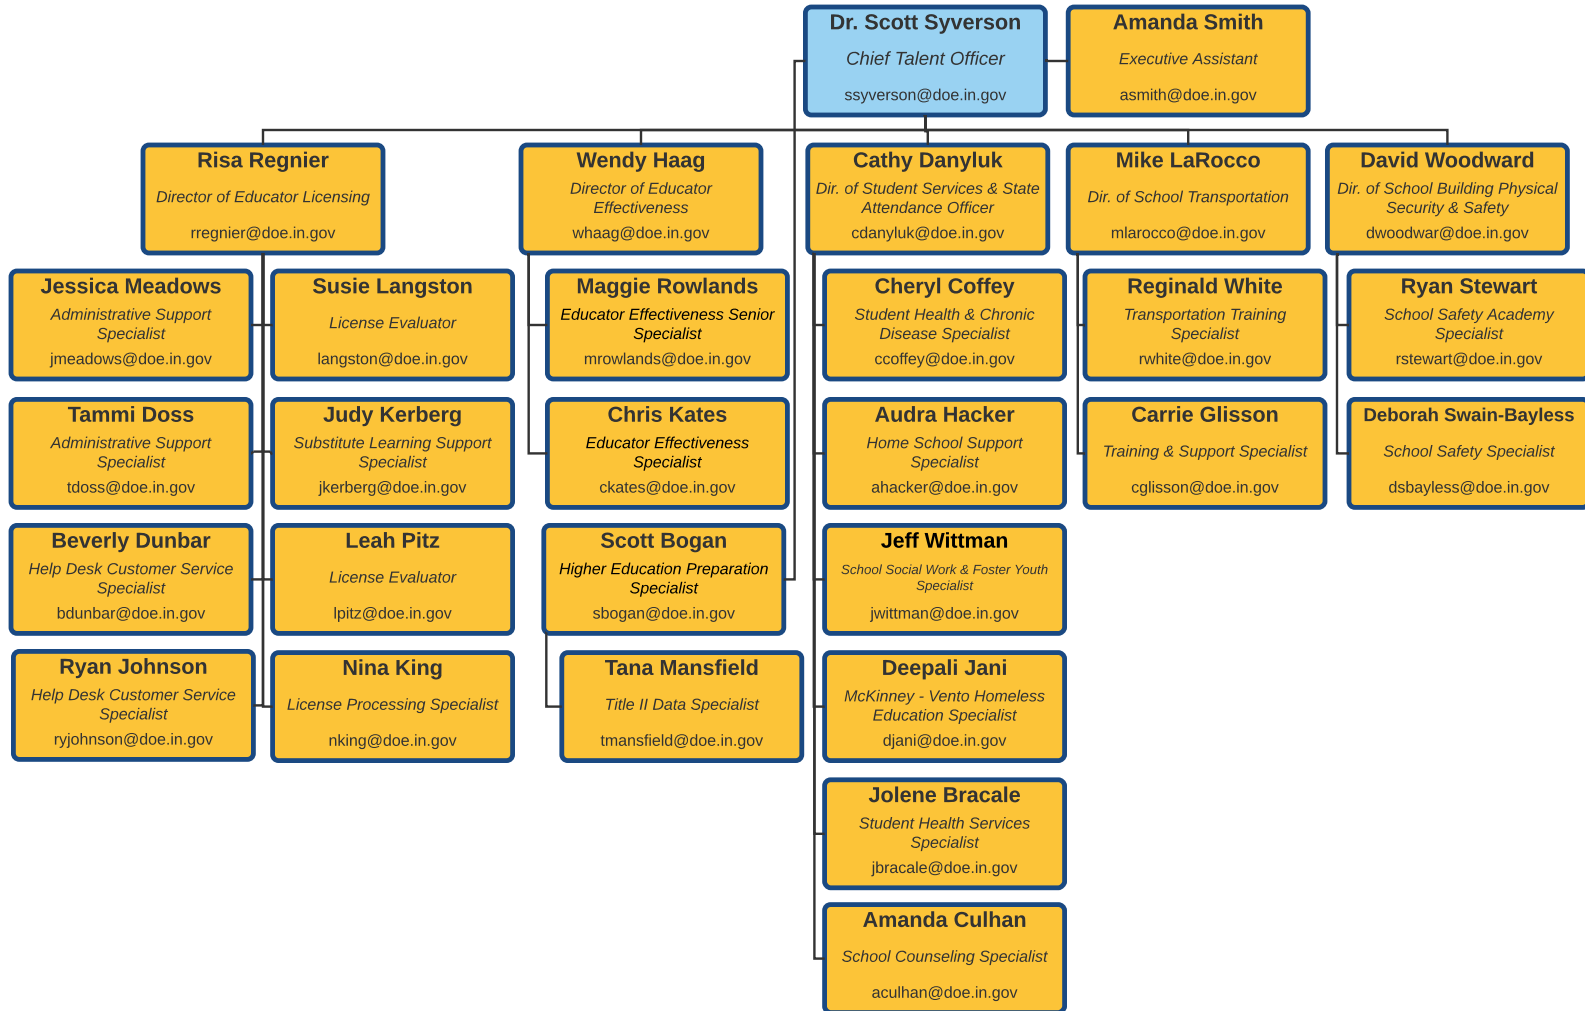 Dr. Scott Syverson
Chief Talent Officer
ssyverson@doe.in.gov
Amanda Smith
Executive Assistant
asmith@doe.in.gov
Risa Regnier
Director of Educator Licensing
rregnier@doe.in.gov
Wendy Haag
Director of Educator
Effectiveness
whaag@doe.in.gov
Cathy Danyluk
Dir. of Student Services & State
Attendance Officer
cdanyluk@doe.in.gov
Mike LaRocco
Dir. of School Transportation
mlarocco@doe.in.gov
David Woodward
Dir. of School Building Physical
Security & Safety
dwoodwar@doe.in.gov
Jessica Meadows
Administrative Support
Specialist
jmeadows@doe.in.gov
Susie Langston
License Evaluator
langston@doe.in.gov
Maggie Rowlands
Educator Effectiveness Senior
Specialist
mrowlands@doe.in.gov
Cheryl Coffey
Student Health & Chronic
Disease Specialist
ccoffey@doe.in.gov
Reginald White
Transportation Training
Specialist
rwhite@doe.in.gov
Ryan Stewart
School Safety Academy
Specialist
rstewart@doe.in.gov
Tammi Doss
Administrative Support
Specialist
tdoss@doe.in.gov
Judy Kerberg
Substitute Learning Support
Specialist
jkerberg@doe.in.gov
Chris Kates
Educator Effectiveness
Specialist
ckates@doe.in.gov
Audra Hacker
Home School Support
Specialist
ahacker@doe.in.gov
Carrie Glisson
Training & Support Specialist
cglisson@doe.in.gov
Deborah Swain-Bayless
School Safety Specialist
dsbayless@doe.in.gov
Beverly Dunbar
Help Desk Customer Service
Specialist
bdunbar@doe.in.gov
Leah Pitz
License Evaluator
lpitz@doe.in.gov
Scott Bogan
Higher Education Preparation
Specialist
sbogan@doe.in.gov
Jeff Wittman
School Social Work & Foster Youth
Specialist
jwittman@doe.in.gov
Ryan Johnson
Help Desk Customer Service
Specialist
ryjohnson@doe.in.gov
Nina King
License Processing Specialist
nking@doe.in.gov
Tana Mansfield
Title II Data Specialist
tmansfield@doe.in.gov
Deepali Jani
McKinney - Vento Homeless
Education Specialist
djani@doe.in.gov
Jolene Bracale
Student Health Services
Specialist
jbracale@doe.in.gov
Amanda Culhan
School Counseling Specialist
aculhan@doe.in.gov